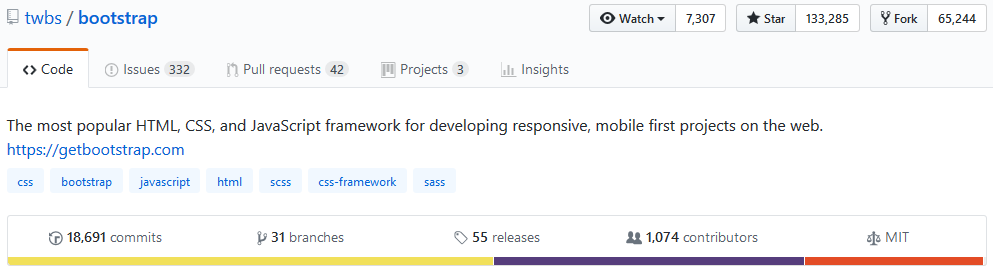 twbs / bootstrap
Watch 7,307 Star 133,285 Fork 65,244
Code Issues 332 Pull requests 42 Projects 3 Insights
The most popular HTML, CSS, and JavaScript framework for developing responsive, mobile first projects on the web.
https://getbootstrap.com
css bootstrap javascript html scss css-framework sass
18,691 commits 31 branches 55 releases 1,074 contributors MIT